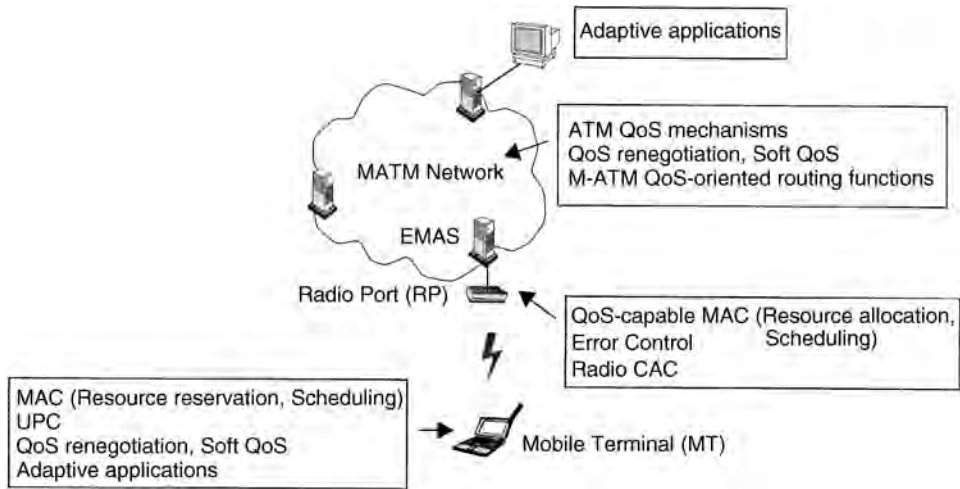 Adaptive applications
ATM QoS mechanisms
QoS renegotiation, Soft QoS
M-ATM QoS-oriented routing functions
MATM Network
EMAS
Radio Port (RP)
QoS-capable MAC (Resource allocation,
Scheduling)
Error Control
Radio CAC
MAC (Resource reservation, Scheduling)
UPC
QoS renegotiation, Soft QoS
Adaptive applications
Mobile Terminal (MT)